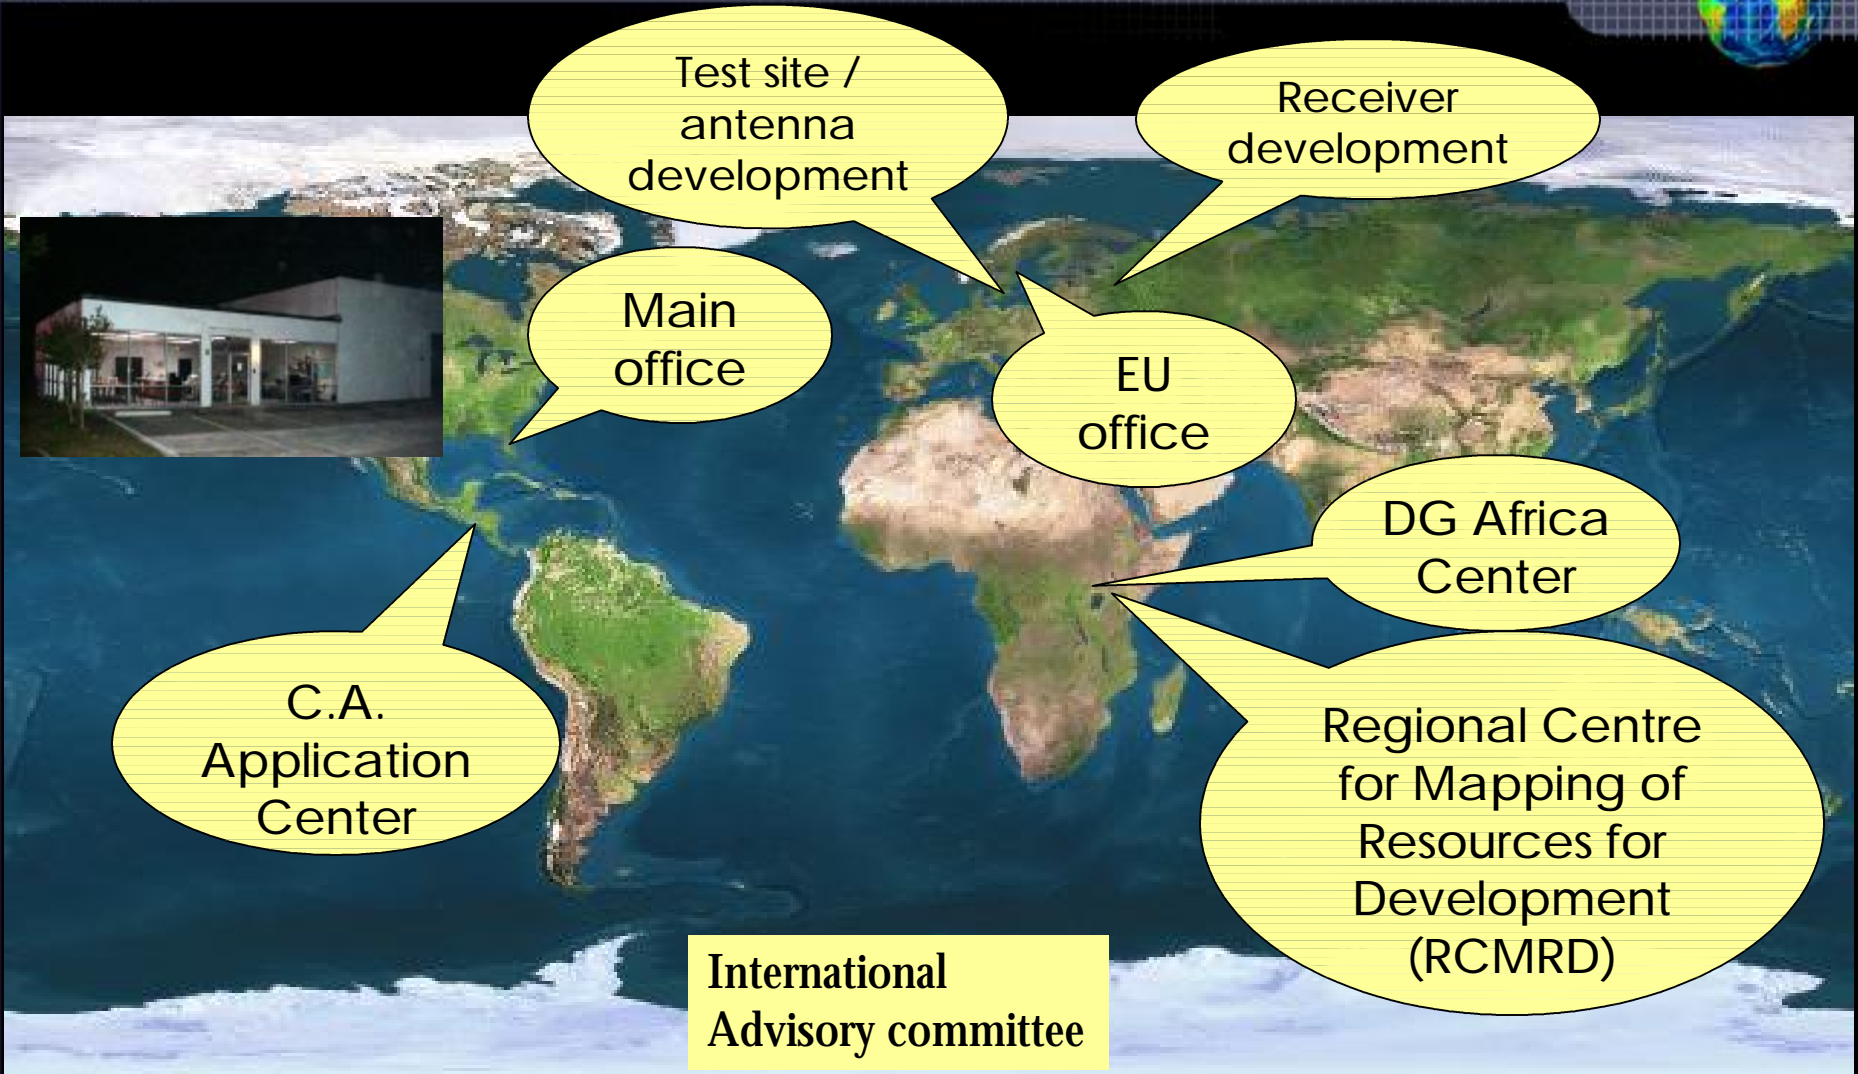 Test site /
antenna
development
Receiver
development
Main
office
EU
office
DG Africa
Center
C.A.
Application
Center
Regional Centre
for Mapping of
Resources for
Development
(RCMRD)
International
Advisory committee